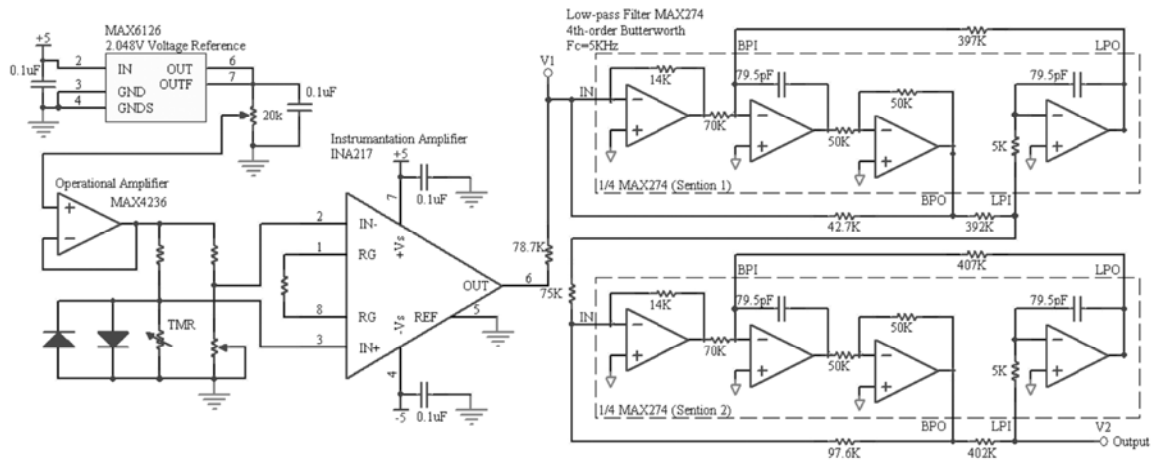 MAX6126
2.048V Voltage Reference
+5
0.1uF
2
IN
OUT
6
OUTF
7
3
GND
4
GNDS
0.1uF
20k
Operational Amplifier
MAX4236
TMR
Instrumantation Amplifier
INA217
+5
7
0.1uF
2
IN-
+Vs
1
RG
OUT
6
8
RG
REF
5
-Vs
3
IN+
4
0.1uF
-5
V1
78.7K
75K
Low-pass Filter MAX274
4th-order Butterworth
Fc=5KHz
BPI
397K
LPO
14K
79.5pF
79.5pF
IN
50K
70K
50K
5K
1/4 MAX274 (Sention 1)
BPO
LPI
42.7K
392K
BPI
407K
LPO
14K
79.5pF
79.5pF
IN
50K
70K
50K
5K
1/4 MAX274 (Sention 2)
BPO
LPI
V2
Output
97.6K
402K